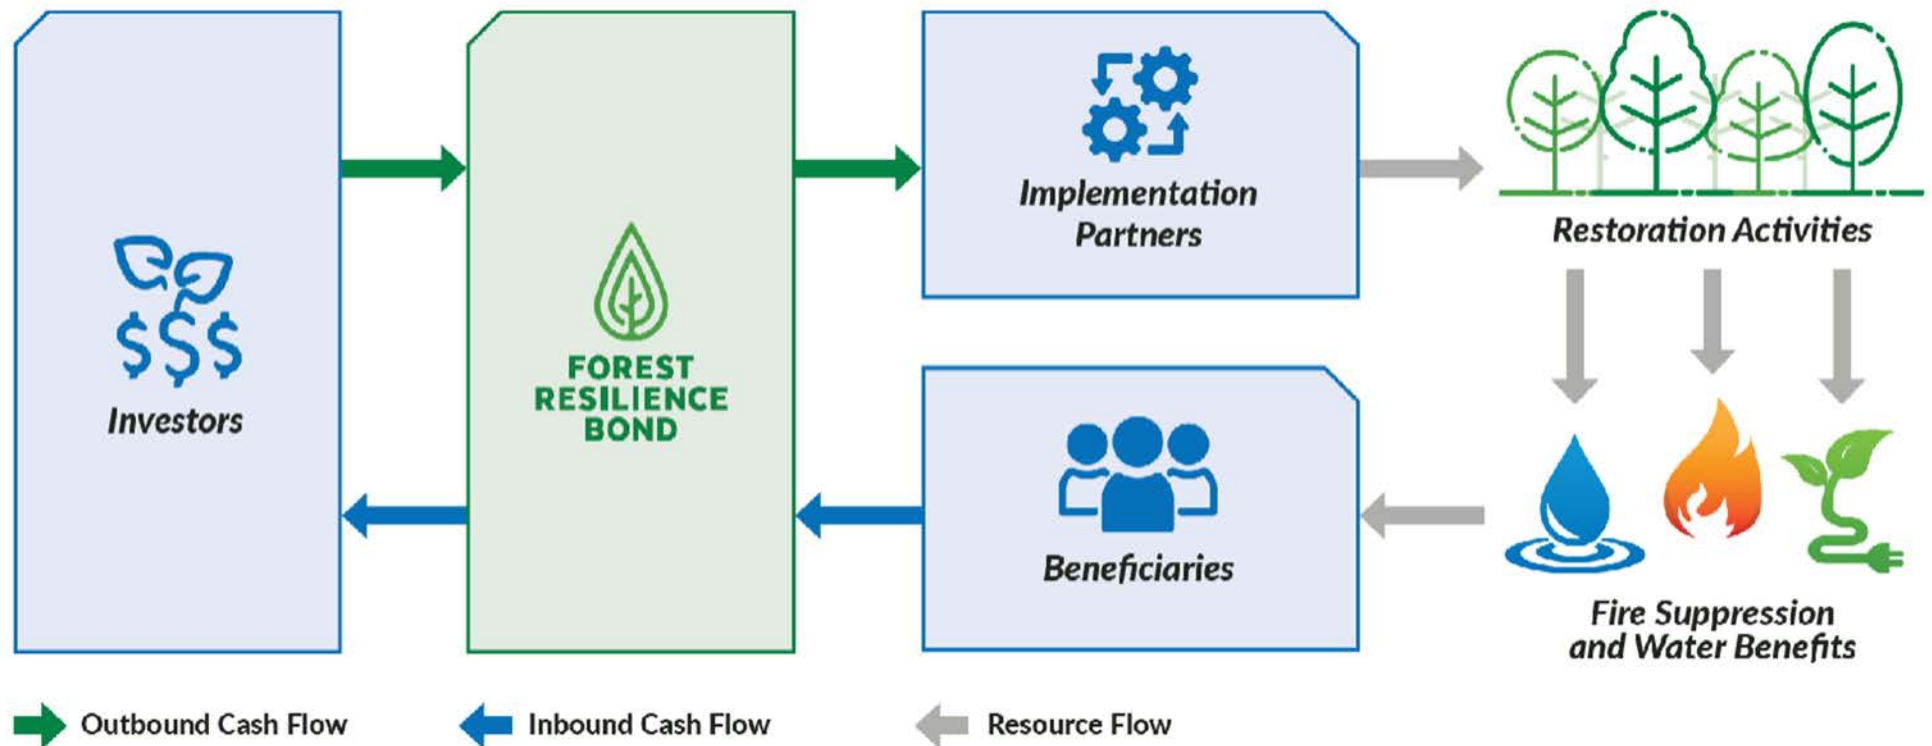 Investors
$$$
FOREST
RESILIENCE
BOND
Implementation
Partners
Beneficiaries
Restoration Activities
Fire Suppression
and Water Benefits
Outbound Cash Flow
Inbound Cash Flow
Resource Flow